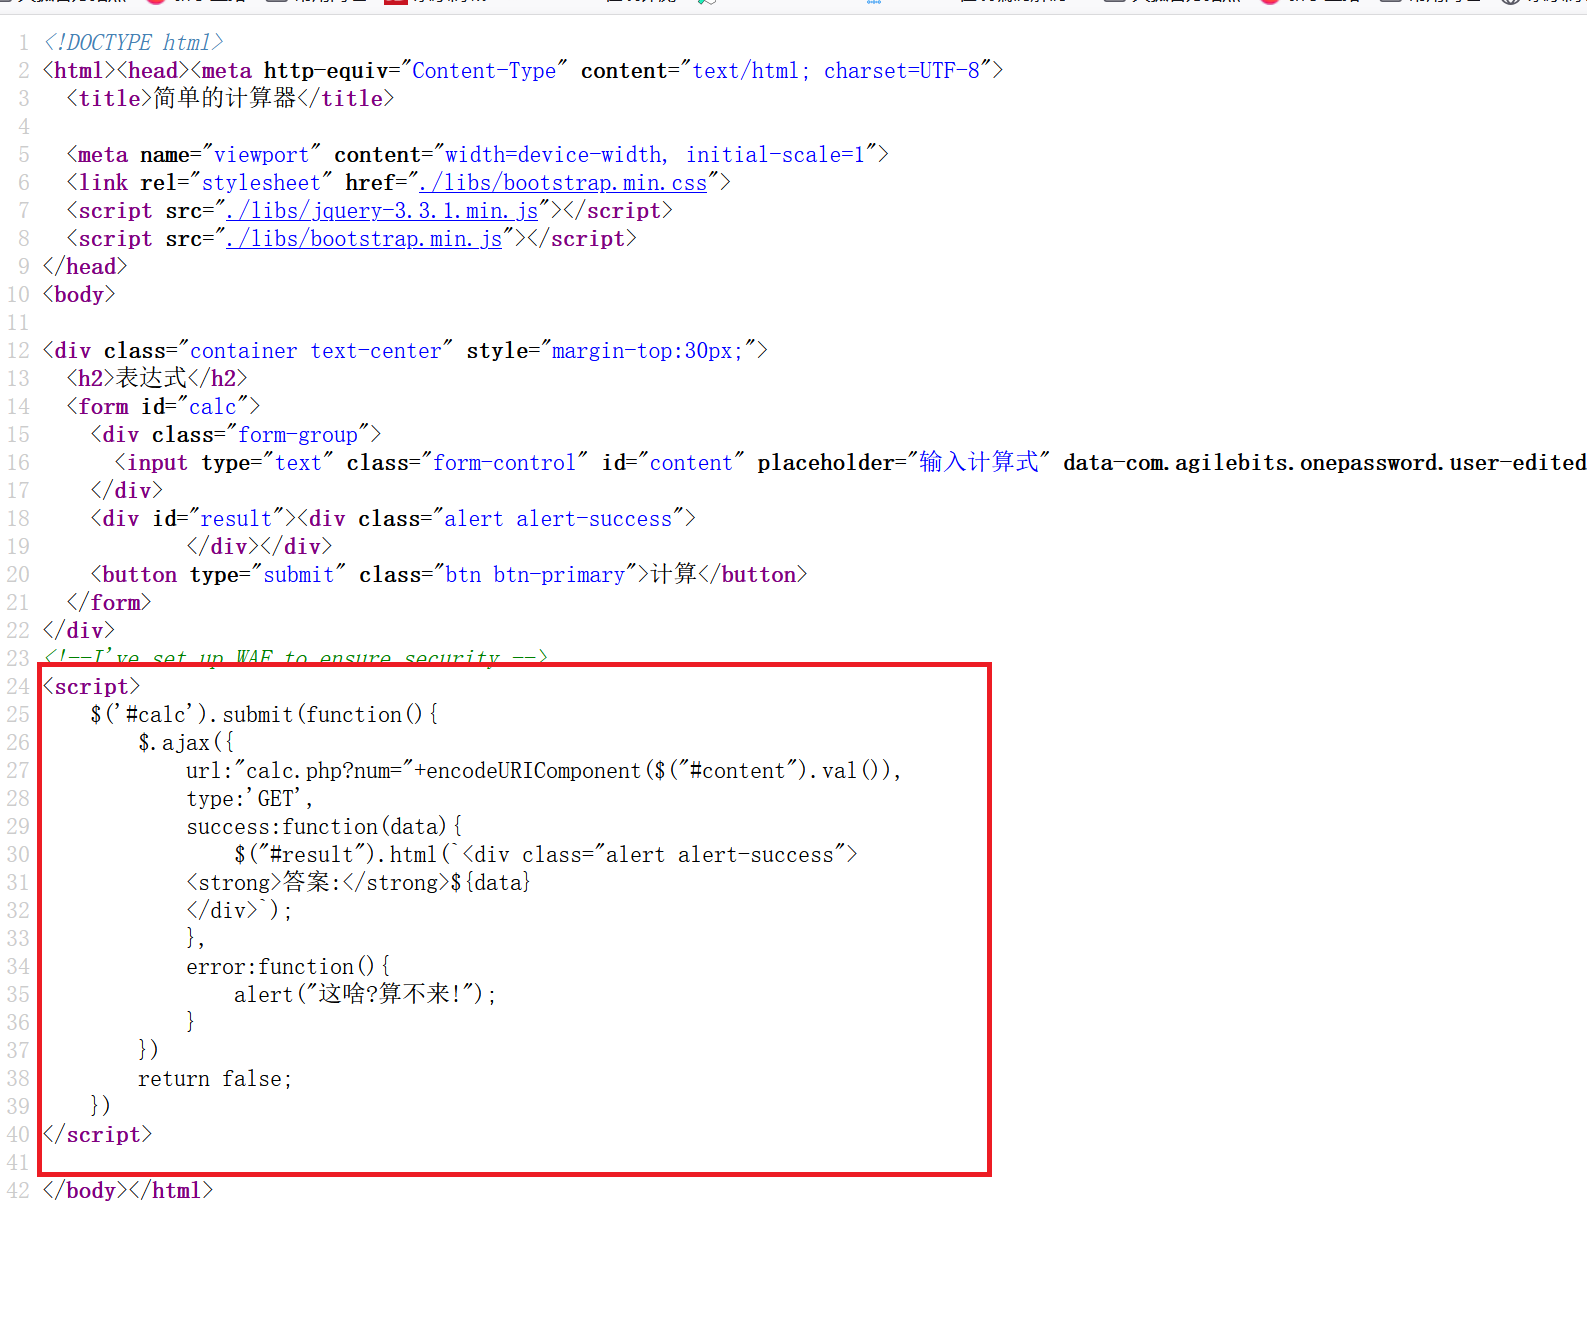 1 <!DOCTYPE html>
2 <html><head><meta http-equiv="Content-Type" content="text/html; charset=UTF-8">
3   <title>简单的计算器</title>
4
5   <meta name="viewport" content="width=device-width, initial-scale=1">
6   <link rel="stylesheet" href="./libs/bootstrap.min.css">
7   <script src="./libs/jquery-3.3.1.min.js"></script>
8   <script src="./libs/bootstrap.min.js"></script>
9 </head>
10 <body>
11
12 <div class="container text-center" style="margin-top:30px;">
13   <h2>表达式</h2>
14   <form id="calc">
15     <div class="form-group">
16       <input type="text" class="form-control" id="content" placeholder="输入计算式" data-com.agilebits.onepassword.user-edited
17     </div>
18     <div id="result"><div class="alert alert-success">
19             </div></div>
20     <button type="submit" class="btn btn-primary">计算</button>
21   </form>
22 </div>
23 <!--I've set up WAF to ensure security.-->
24 <script>
25     $('#calc').submit(function(){
26         $.ajax({
27             url:"calc.php?num="+encodeURIComponent($("#content").val()),
28             type:'GET',
29             success:function(data){
30                 $("#result").html(`<div class="alert alert-success">
31             <strong>答案:</strong>${data}
32             </div>`);
33             },
34             error:function(){
35                 alert("这啥?算不来!");
36             }
37         })
38         return false;
39     })
40 </script>
41
42 </body></html>